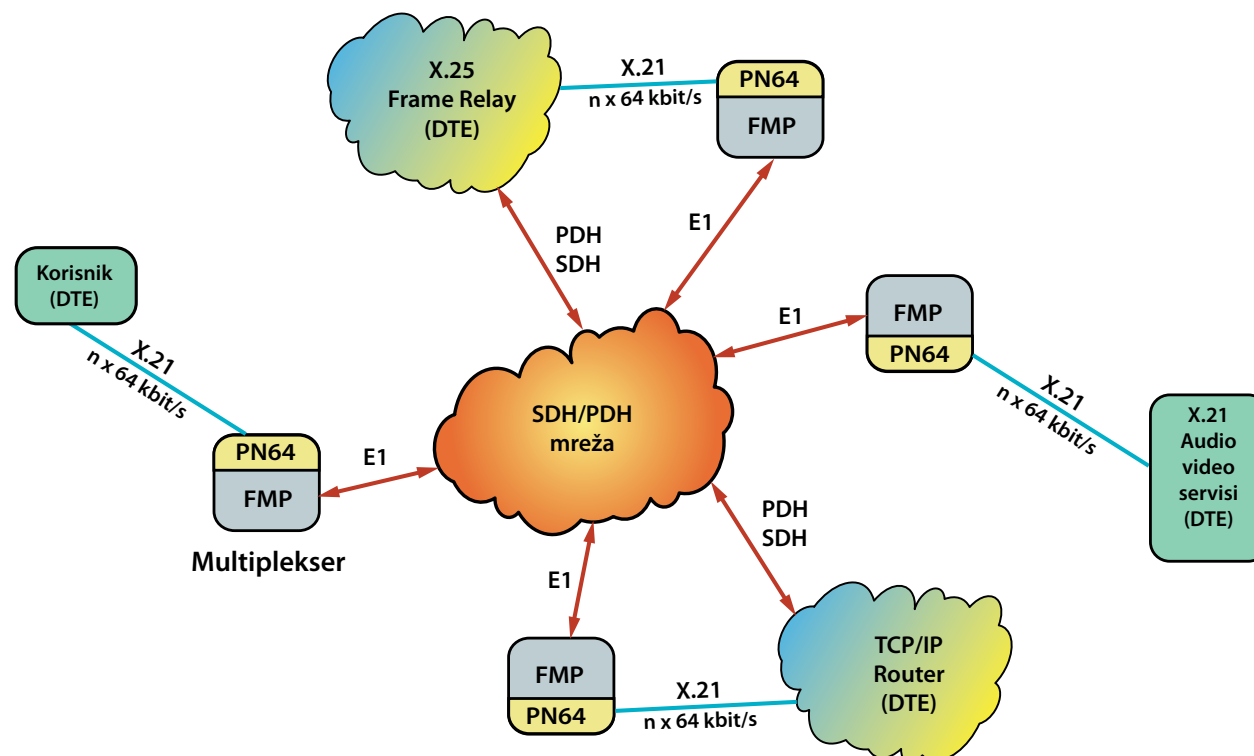 X.25
Frame Relay
(DTE)
X.21
n x 64 kbit/s
PN64
FMP
PDH
SDH
E1
Korisnik
(DTE)
X.21
n x 64 kbit/s
PN64
FMP
Multiplekser
E1
SDH/PDH
mreža
E1
FMP
PN64
X.21
n x 64 kbit/s
X.21
Audio
video
servisi
(DTE)
PDH
SDH
E1
FMP
PN64
X.21
n x 64 kbit/s
TCP/IP
Router
(DTE)